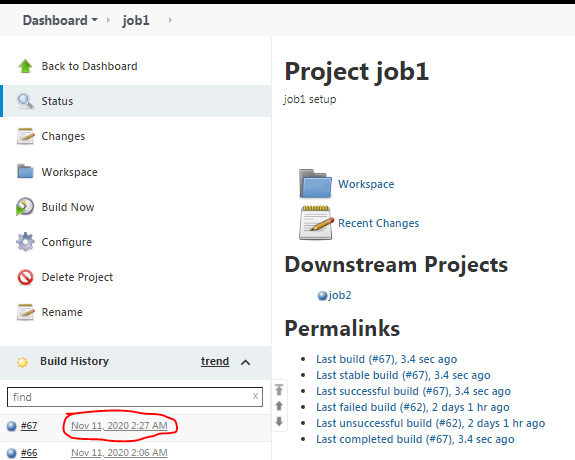 Dashboard job1
Back to Dashboard
Status
Changes
Workspace
Build Now
Configure
Delete Project
Rename
Build History trend
find x
#67 Nov 11, 2020 2:27 AM
#66 Nov 11, 2020 2:06 AM
Project job1
job1 setup
Workspace
Recent Changes
Downstream Projects
job2
Permalinks
Last build (#67), 3.4 sec ago
Last stable build (#67), 3.4 sec ago
Last successful build (#67), 3.4 sec ago
Last failed build (#62), 2 days 1 hr ago
Last unsuccessful build (#62), 2 days 1 hr ago
Last completed build (#67), 3.4 sec ago